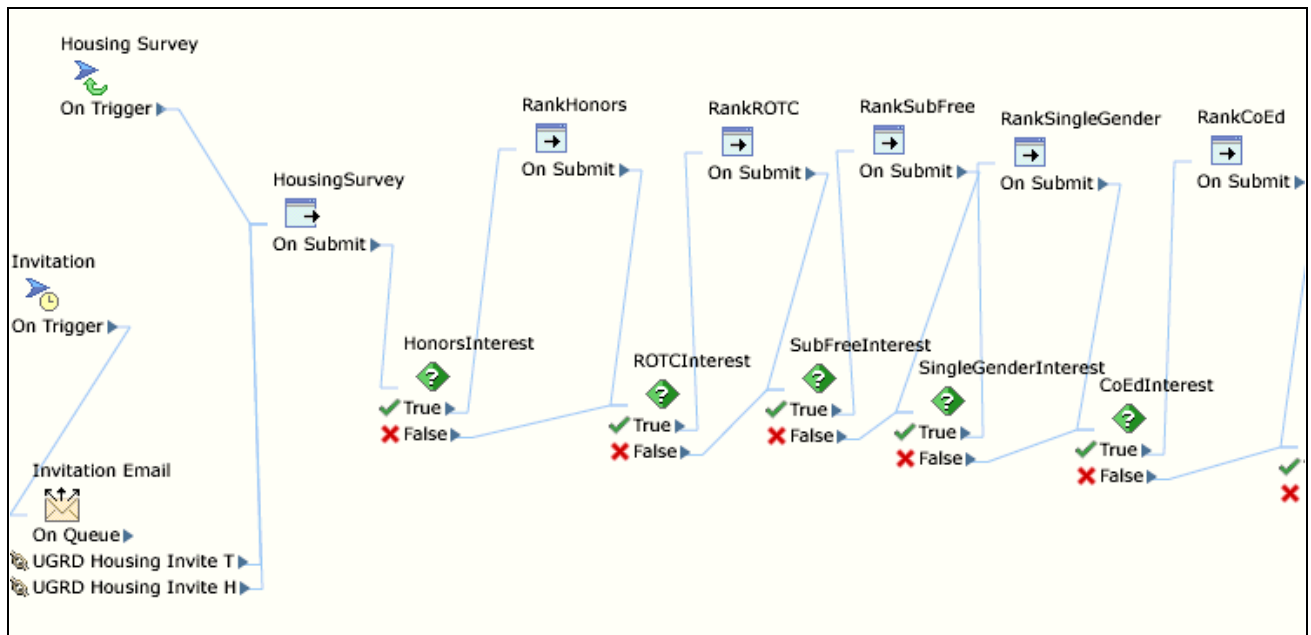 Housing Survey
On Trigger
RankHonors
On Submit
RankROTC
On Submit
RankSubFree
On Submit
RankSingleGender
On Submit
RankCoEd
On Submit
HousingSurvey
On Submit
Invitation
On Trigger
HonorsInterest
True
False
ROTCInterest
True
False
SubFreeInterest
True
False
SingleGenderInterest
True
False
CoEdInterest
True
False
Invitation Email
On Queue
UGRD Housing Invite T
UGRD Housing Invite H